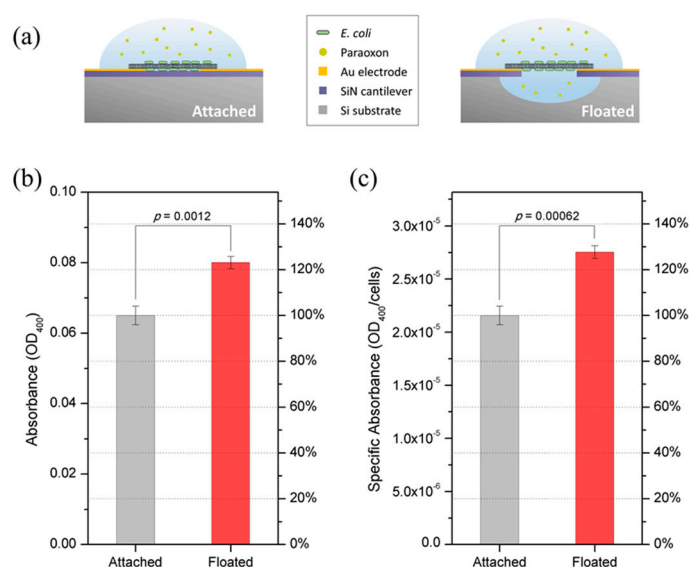 (a)
E. coli
Paraoxon
Au electrode
SiN cantilever
Si substrate
Attached
Floated
(b)
Absorbance (OD400)
0.10
0.08
0.06
0.04
0.02
0.00
p = 0.0012
140%
120%
100%
80%
60%
40%
20%
0%
Attached
Floated
(c)
Specific Absorbance (OD400/cells)
3.0x10-5
2.5x10-5
2.0x10-5
1.5x10-5
1.0x10-5
5.0x10-6
0.0
p = 0.00062
140%
120%
100%
80%
60%
40%
20%
0%
Attached
Floated